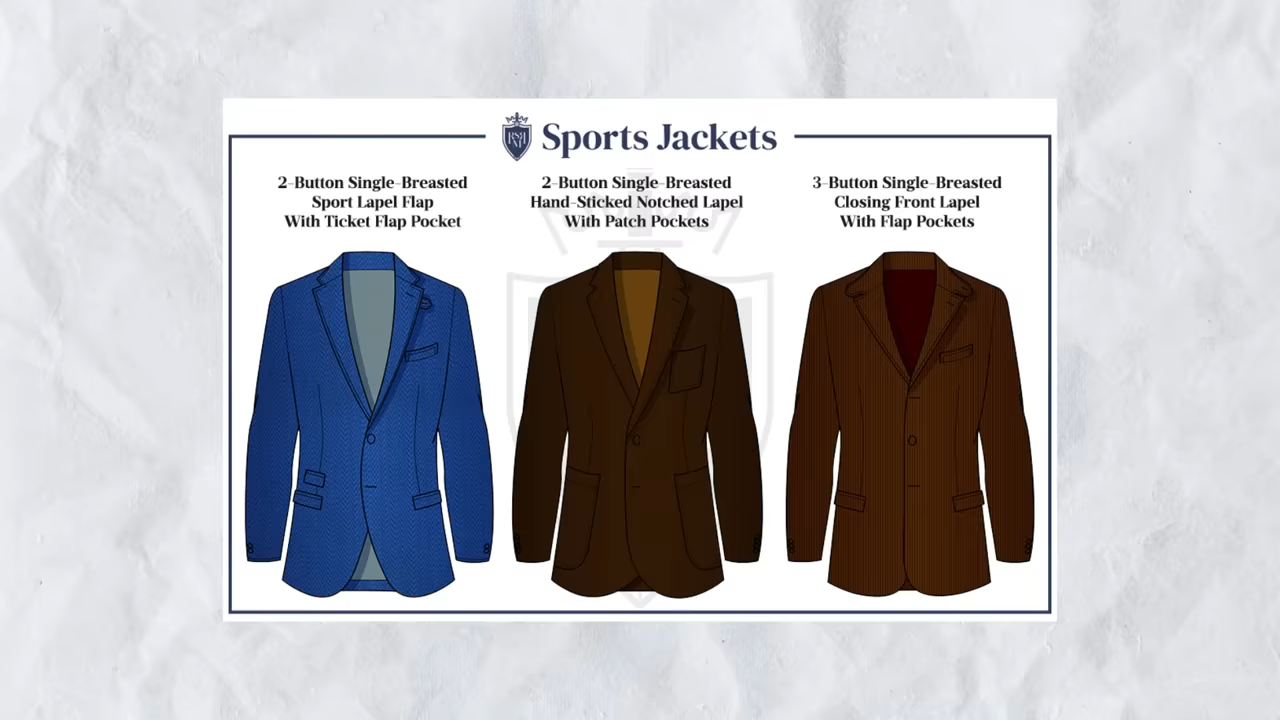 Sports Jackets
2-Button Single-Breasted
Sport Lapel Flap
With Ticket Flap Pocket
2-Button Single-Breasted
Hand-Sticked Notched Lapel
With Patch Pockets
3-Button Single-Breasted
Closing Front Lapel
With Flap Pockets